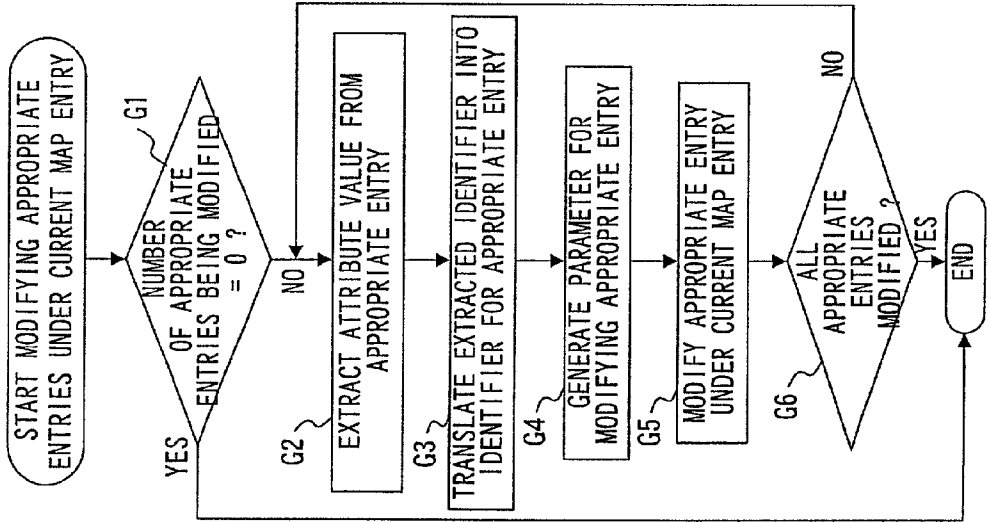 START MODIFYING APPROPRIATE
ENTRIES UNDER CURRENT MAP ENTRY
G1
NUMBER
OF APPROPRIATE
ENTRIES BEING MODIFIED
= 0 ?
YES
NO
G2
EXTRACT ATTRIBUTE VALUE FROM
APPROPRIATE ENTRY
G3
TRANSLATE EXTRACTED IDENTIFIER INTO
IDENTIFIER FOR APPROPRIATE ENTRY
G4
GENERATE PARAMETER FOR
MODIFYING APPROPRIATE ENTRY
G5
MODIFY APPROPRIATE ENTRY
UNDER CURRENT MAP ENTRY
G6
ALL
APPROPRIATE
ENTRIES
MODIFIED ?
NO
YES
END